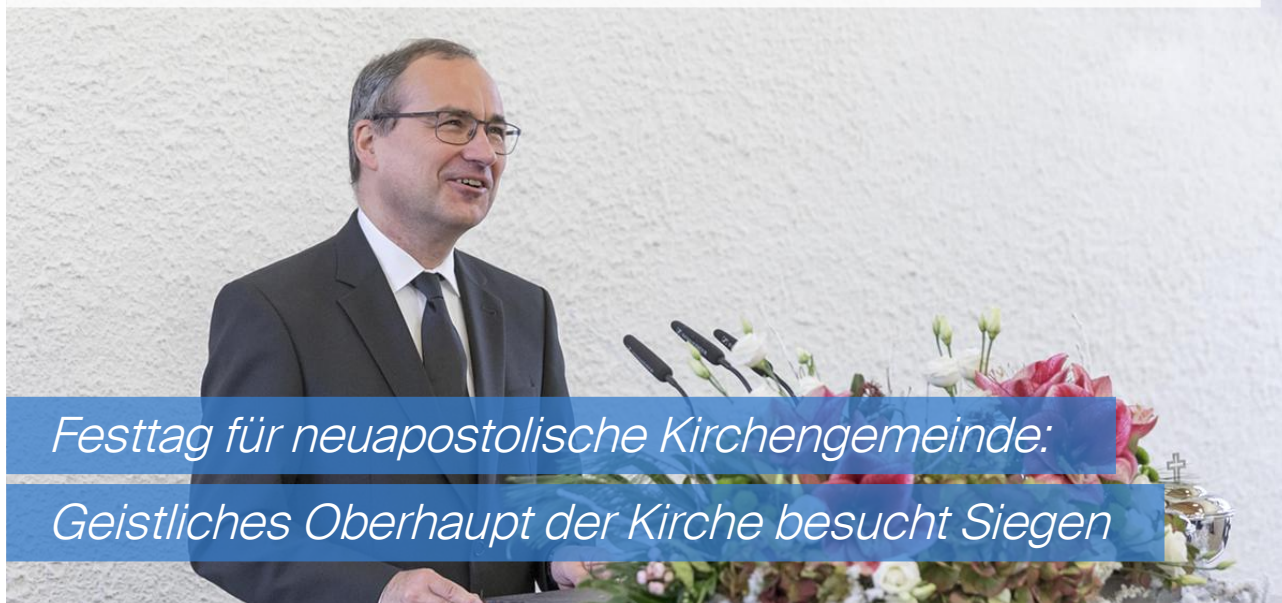 Festtag für neuapostolische Kirchengemeinde:
Geistliches Oberhaupt der Kirche besucht Siegen